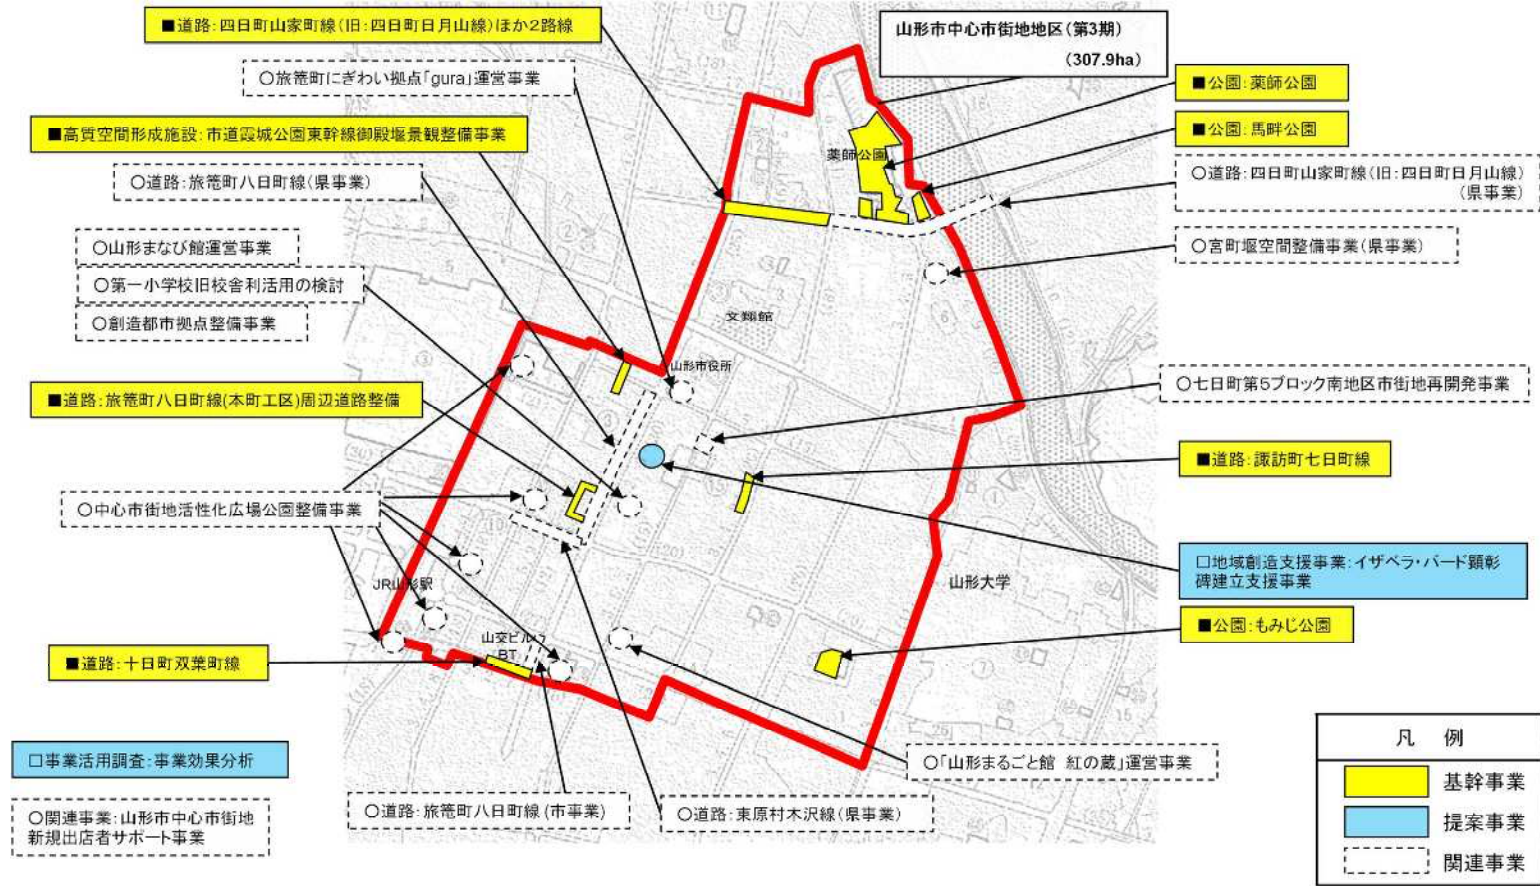 ■道路:四日町山家町線(旧:四日町日月山線)ほか2路線
山形市中心市街地地区(第3期)
(307.9ha)
○旅篭町にぎわい拠点「gura」運営事業
■公園:薬師公園
■高質空間形成施設:市道霞城公園東幹線御殿堰景観整備事業
■公園:馬畔公園
薬師公園
○道路:旅篭町八日町線(県事業)
○道路:四日町山家町線(旧:四日町日月山線)
(県事業)
○山形まなび館運営事業
○宮町堰空間整備事業(県事業)
○第一小学校旧校舎利活用の検討
○創造都市拠点整備事業
文翔館
山形市役所
○七日町第5ブロック南地区市街地再開発事業
■道路:旅篭町八日町線(本町工区)周辺道路整備
■道路:諏訪町七日町線
○中心市街地活性化広場公園整備事業
□地域創造支援事業:イザベラ・バード顕彰
碑建立支援事業
JR山形駅
山形大学
■公園:もみじ公園
山交ビル
BT
■道路:十日町双葉町線
□事業活用調査:事業効果分析
○「山形まるごと館 紅の蔵」運営事業
○関連事業:山形市中心市街地
新規出店者サポート事業
○道路:旅篭町八日町線(市事業)
○道路:東原村木沢線(県事業)
凡 例
基幹事業
提案事業
関連事業